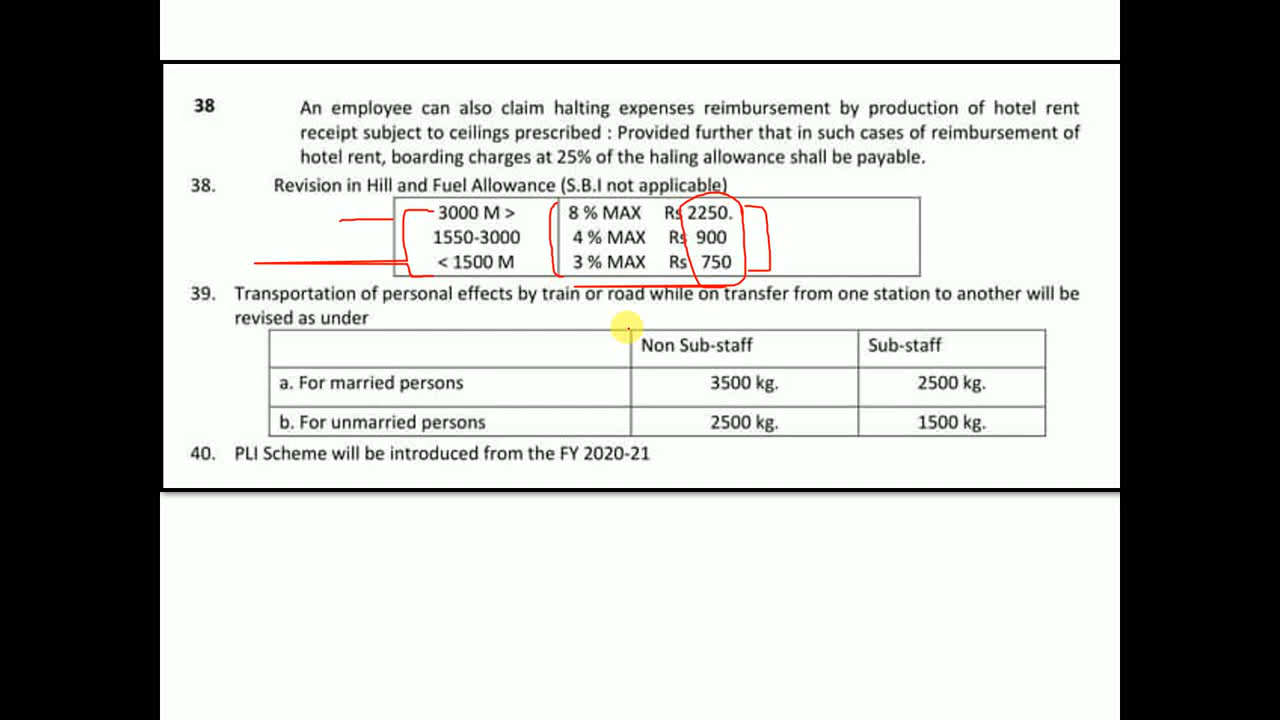 38 An employee can also claim halting expenses reimbursement by production of hotel rent
receipt subject to ceilings prescribed : Provided further that in such cases of reimbursement of
hotel rent, boarding charges at 25% of the haling allowance shall be payable.
38. Revision in Hill and Fuel Allowance (S.B.I not applicable)
3000 M > 8 % MAX Rs 2250.
1550-3000 4 % MAX Rs 900
< 1500 M 3 % MAX Rs 750
39. Transportation of personal effects by train or road while on transfer from one station to another will be
revised as under
Non Sub-staff Sub-staff
a. For married persons 3500 kg. 2500 kg.
b. For unmarried persons 2500 kg. 1500 kg.
40. PLI Scheme will be introduced from the FY 2020-21